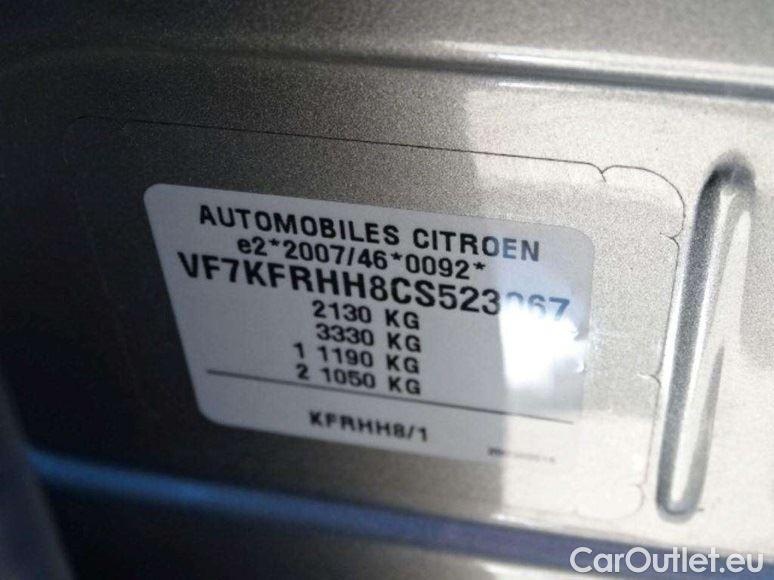 AUTOMOBILES CITROEN
e2*2007/46*0092*
2130 KG
3330 KG
1 1190 KG
2 1050 KG
KFRHH8/1
CarOutlet.eu